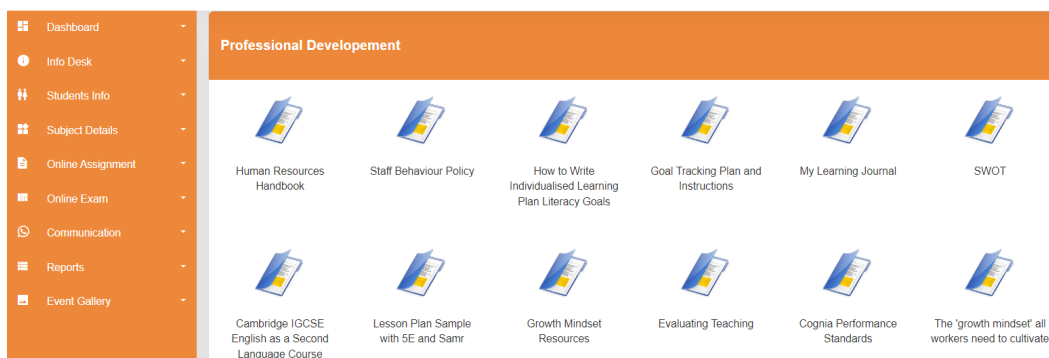 Dashboard
Info Desk
Students Info
Subject Details
Online Assignment
Online Exam
Communication
Reports
Event Gallery
Professional Developement
Human Resources
Handbook
Staff Behaviour Policy
How to Write
Individualised Learning
Plan Literacy Goals
Goal Tracking Plan and
Instructions
My Learning Journal
SWOT
Cambridge IGCSE
English as a Second
Language Course
Lesson Plan Sample
with 5E and Samr
Growth Mindset
Resources
Evaluating Teaching
Cognia Performance
Standards
The 'growth mindset' all
workers need to cultivate